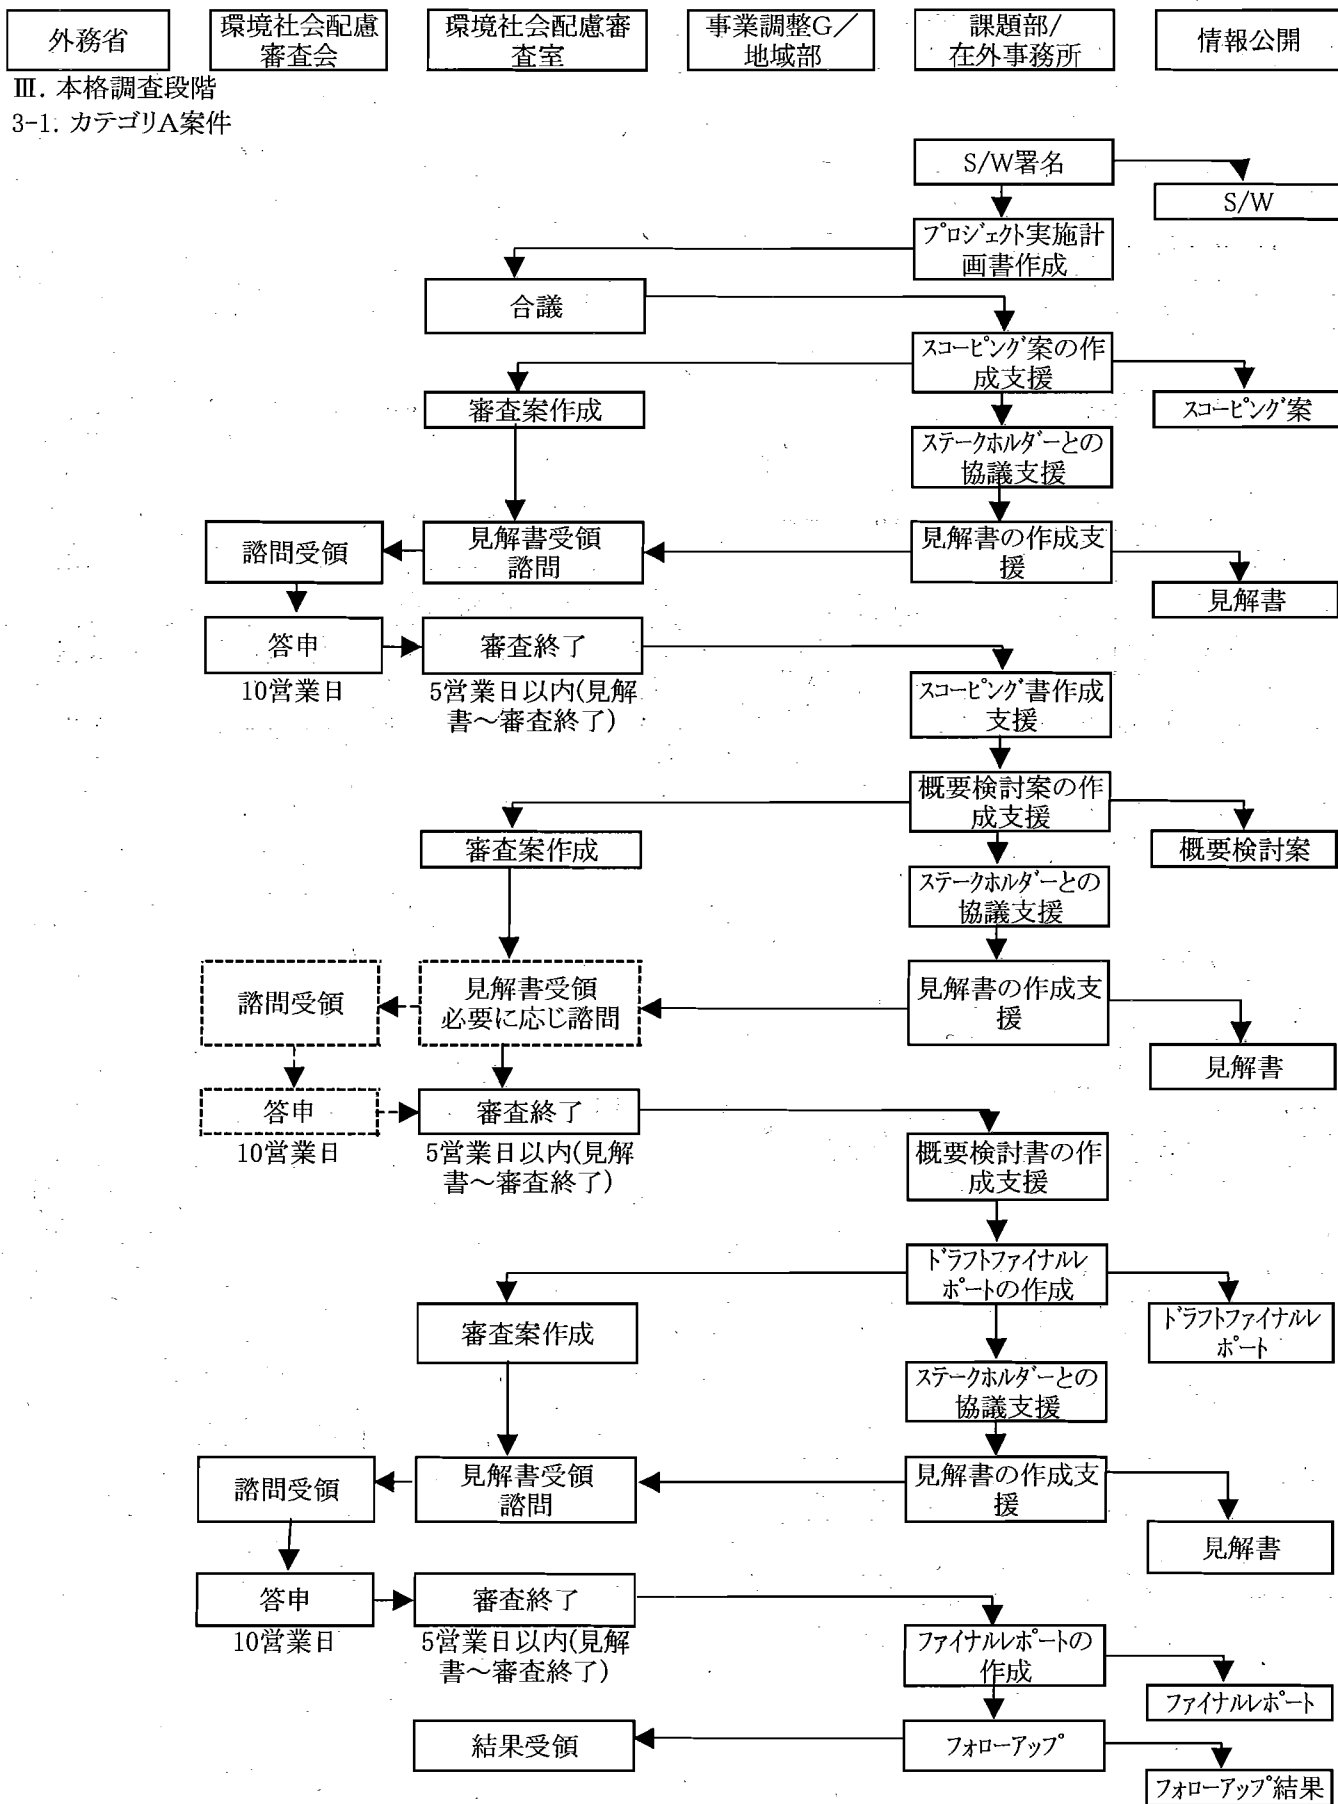 外務省
環境社会配慮
審査会
環境社会配慮審
査室
事業調整G／
地域部
課題部/
在外事務所
情報公開
Ⅲ. 本格調査段階
3-1. カテゴリA案件
S/W署名
S/W
プロジェクト実施計
画書作成
合議
スコーピング案の作
成支援
審査案作成
スコーピング案
ステークホルダーとの
協議支援
諮問受領
見解書受領
諮問
見解書の作成支
援
見解書
答申
審査終了
10営業日
5営業日以内(見解
書～審査終了)
スコーピング書作成
支援
概要検討案の作
成支援
審査案作成
概要検討案
ステークホルダーとの
協議支援
諮問受領
見解書受領
必要に応じ諮問
見解書の作成支
援
見解書
答申
審査終了
10営業日
5営業日以内(見解
書～審査終了)
概要検討書の作
成支援
ドラフトファイナルレ
ポートの作成
審査案作成
ドラフトファイナルレ
ポート
ステークホルダーとの
協議支援
諮問受領
見解書受領
諮問
見解書の作成支
援
見解書
答申
審査終了
10営業日
5営業日以内(見解
書～審査終了)
ファイナルレポートの
作成
ファイナルレポート
結果受領
フォローアップ
フォローアップ結果